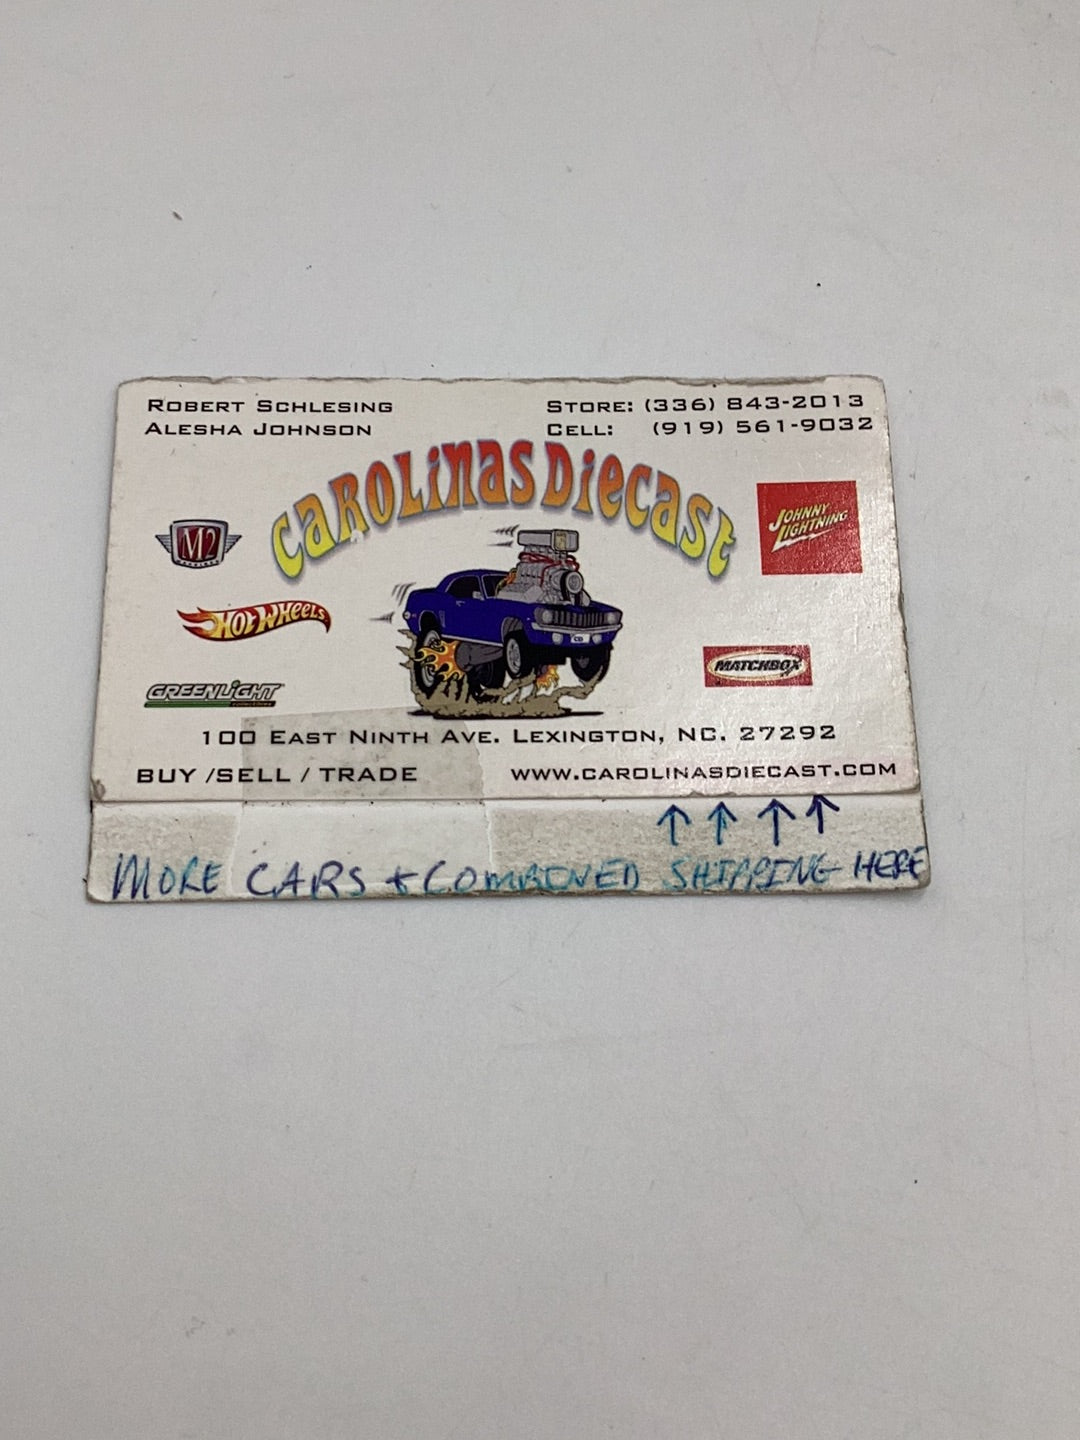 ROBERT SCHLESING
ALESHA JOHNSON
STORE: (336) 843-2013
CELL: (919) 561-9032
CAROLINAS DIECAST
M2
JOHNNY
LIGHTNING
HOT WHEELS
MATCHBOX
GREENLIGHT
100 EAST NINTH AVE. LEXINGTON, NC. 27292
BUY /SELL / TRADE
WWW.CAROLINASDIECAST.COM
MORE CARS + COMBINED SHIPPING HERE